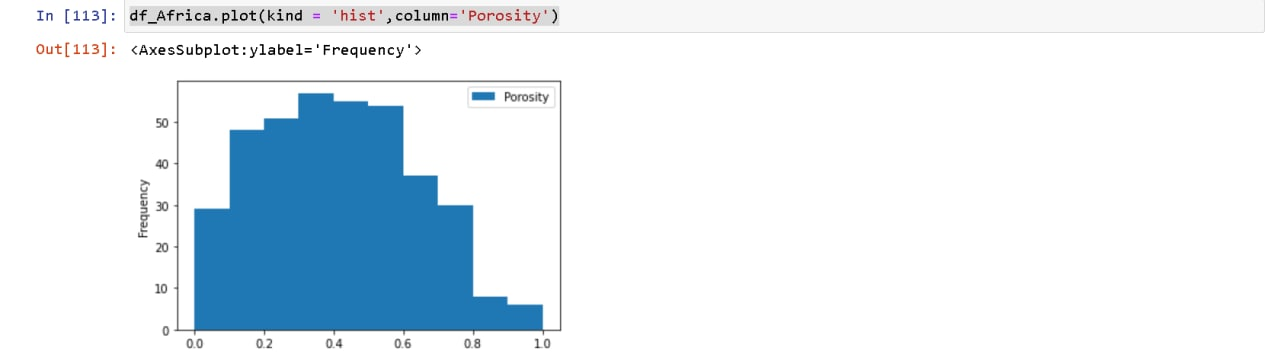 In [113]: df_Africa.plot(kind = 'hist',column='Porosity')
Out[113]: <AxesSubplot:ylabel='Frequency'>
Porosity
50
40
30
20
10
0
Frequency
0.0 0.2 0.4 0.6 0.8 1.0